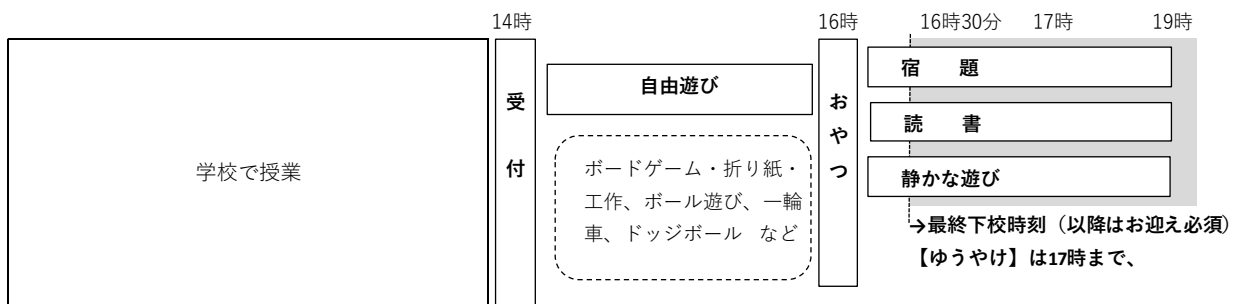 14時 16時 16時30分 17時 19時
学校で授業
受付
自由遊び
ボードゲーム・折り紙・
工作、ボール遊び、一輪
車、ドッジボール　など
おやつ
宿　題
読　書
静かな遊び
→最終下校時刻（以降はお迎え必須）
【ゆうやけ】は17時まで、